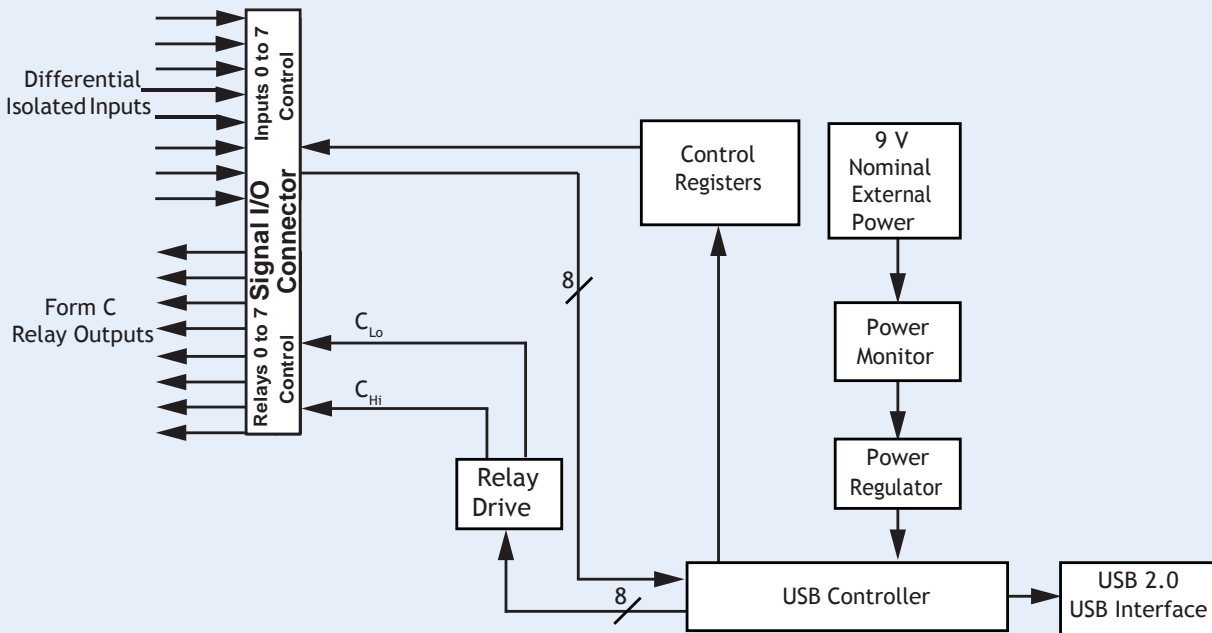 Differential
Isolated Inputs
Form C
Relay Outputs
Inputs 0 to 7
Control
Signal I/O
Connector
Relays 0 to 7
Control
C Lo
C Hi
Relay
Drive
8
8
Control
Registers
9 V
Nominal
External
Power
Power
Monitor
Power
Regulator
USB Controller
USB 2.0
USB Interface